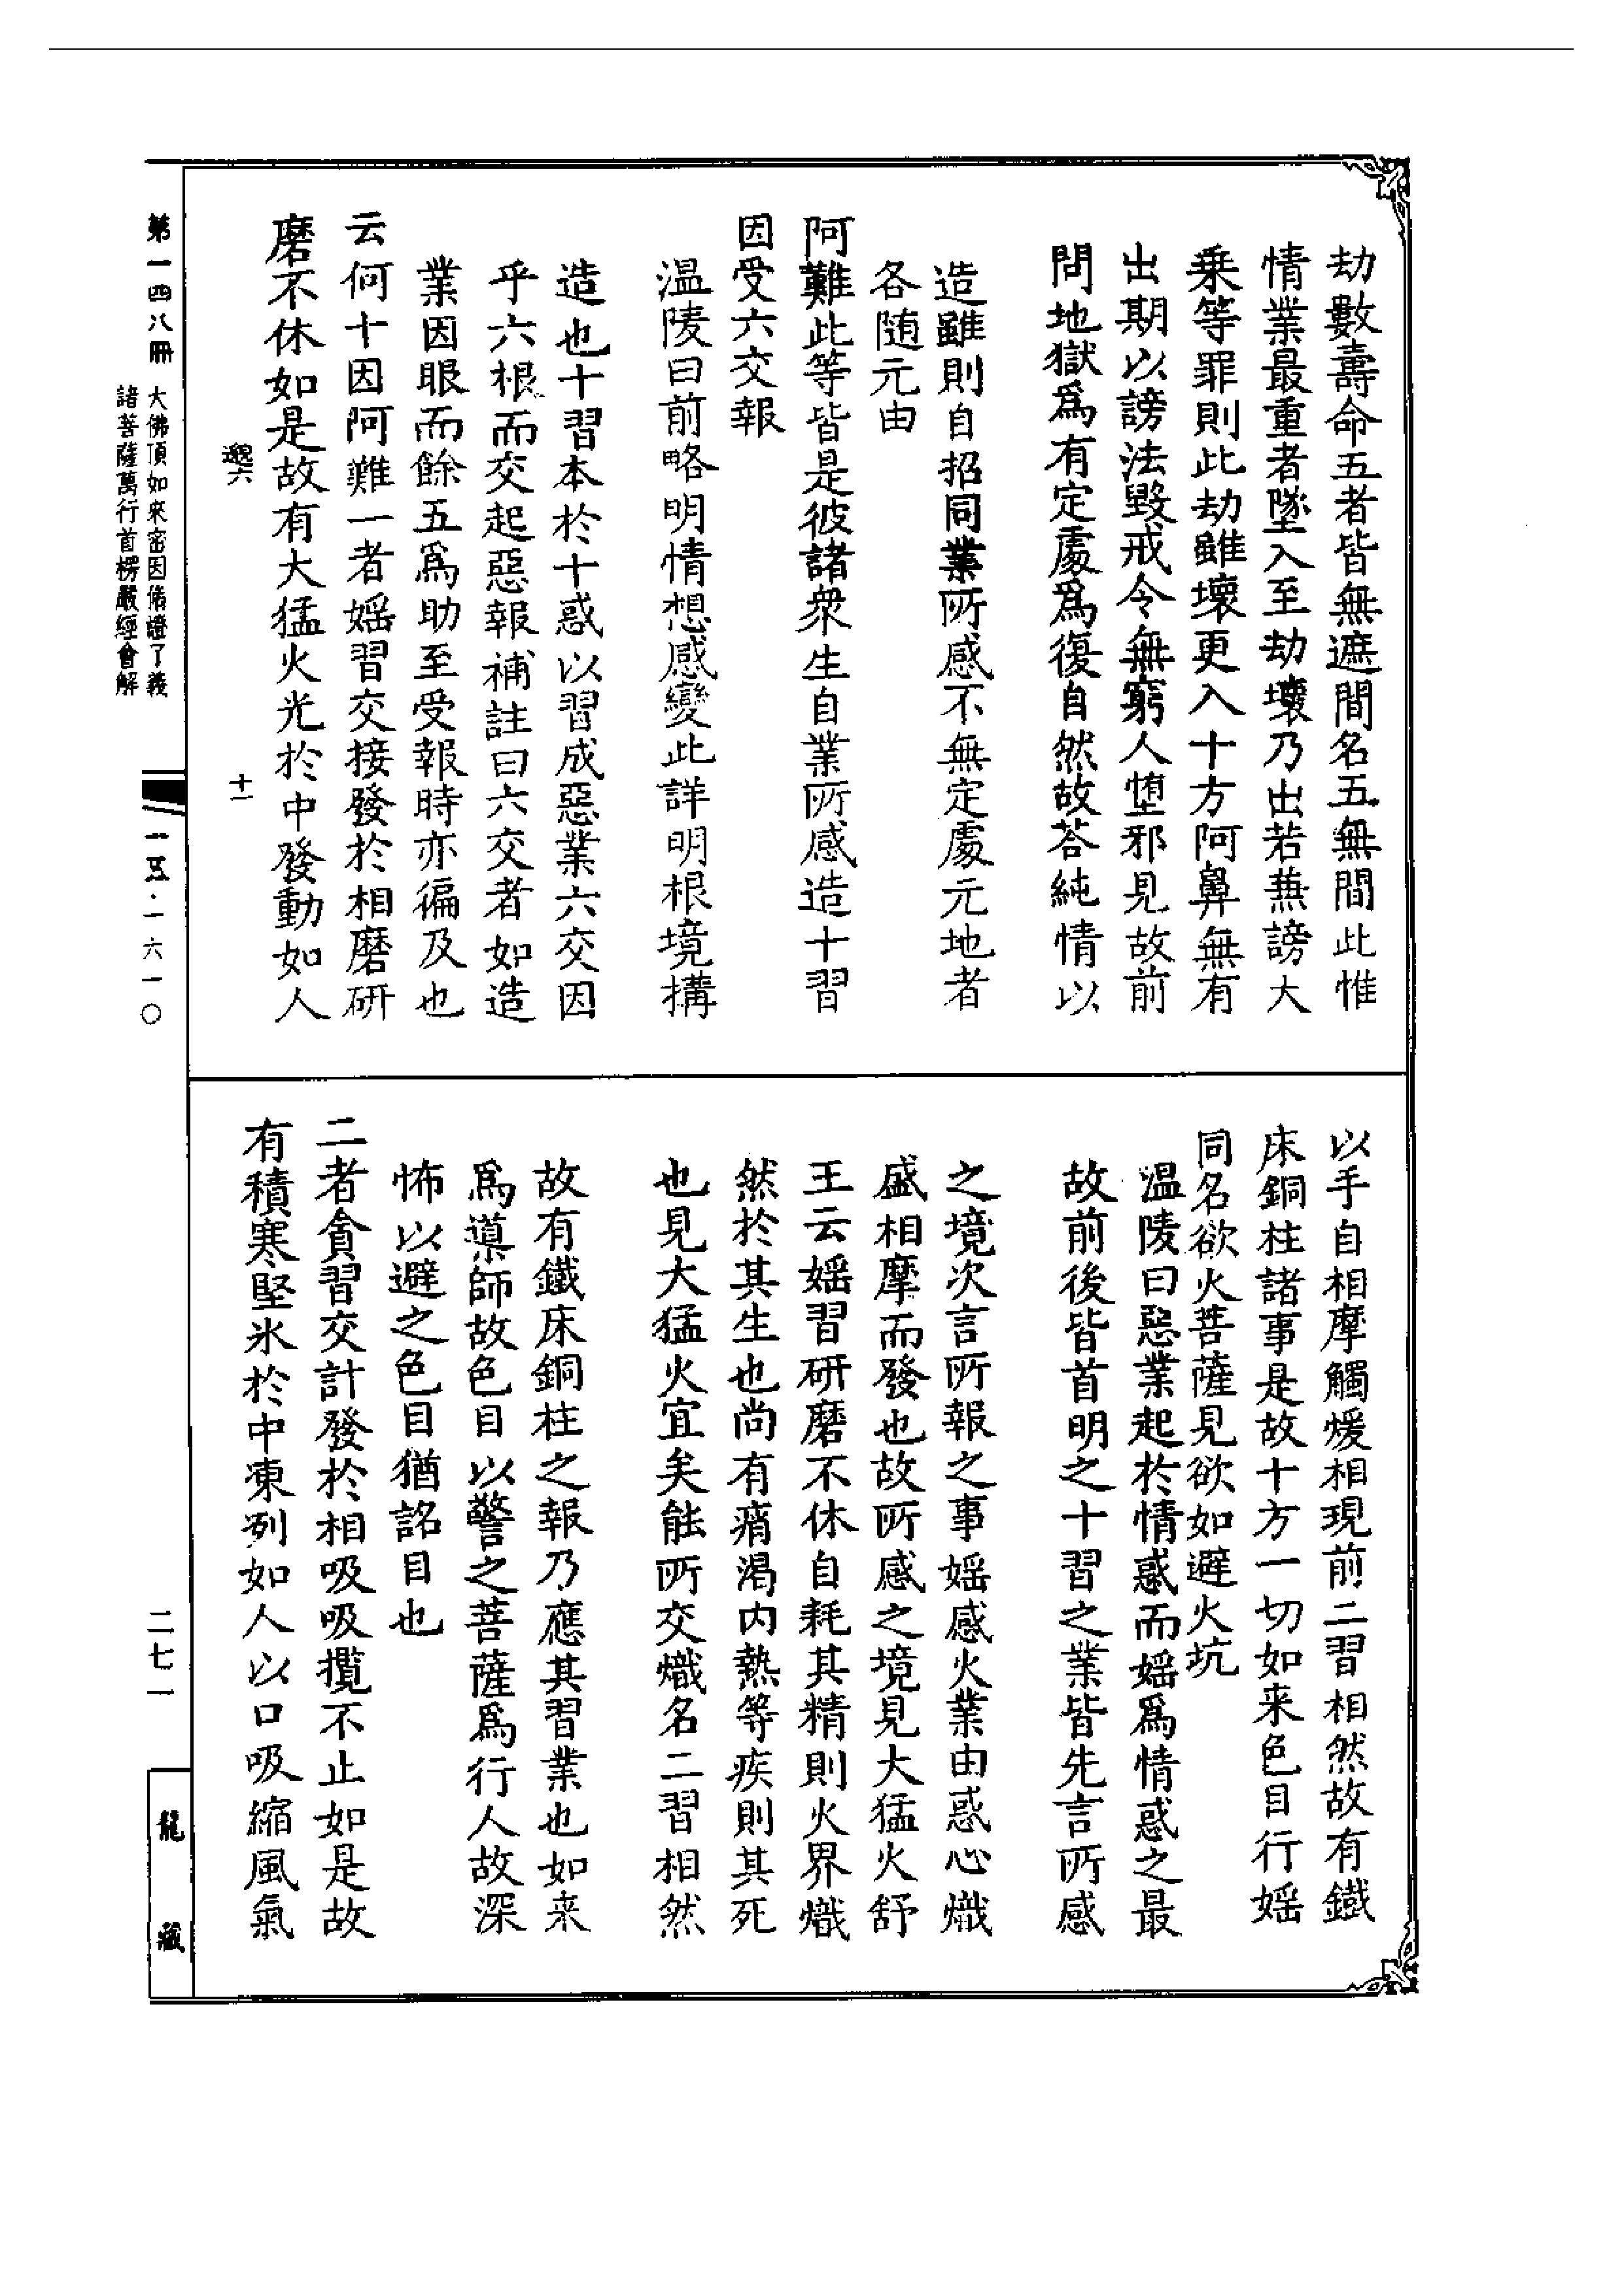 劫數壽命五者皆無遮間名五無間此惟
情業最重者墜入至劫壞乃出若蕪謗大
乗等罪則此劫雖壞更入十方阿鼻無有
出期以謗法毀戒令無窮人墮邪見故前
問地獄爲有定處爲復自然故荅純情以
造雖則自招同業所感不無定處元地者
各随元由
阿難此等皆是彼諸衆生自業所感造十習
因受六交報
温陵曰前略明情想感變此詳明根境搆
造也十習本於十惑以習成惡業六交因
乎六根而交起惡報補註曰六交者如造
業因眼而餘五爲助至受報時亦徧及也
云何十因阿難一者婬習交接發於相磨研
磨不休如是故有大猛火光於中發動如人
邈六
十一
以手自相摩觸煖相現前二習相然故有鐵
床銅柱諸事是故十方一切如来色目行婬
同名欲火菩薩見欲如避火坑
温陵曰惡業起於情惑而婬爲情惑之最
故前後皆首明之十習之業皆先言所感
之境次言所報之事婬感火業由惑心熾
盛相摩而發也故所感之境見大猛火舒
王云婬習研磨不休自耗其精則火界熾
然於其生也尚有痟渴内熱等疾則其死
也見大猛火宜矣能所交熾名二習相然
故有鐵床銅柱之報乃應其習業也如来
爲導師故色目以警之菩薩爲行人故深
怖以避之色目猶詺目也
二者貪習交計發於相吸吸攬不止如是故
有積寒堅氷於中凍冽如人以口吸縮風氣
第一四八冊
大佛頂如來密因脩證了義
諸菩薩萬行首楞嚴經會解
一五·一六一〇
二七一
龍藏